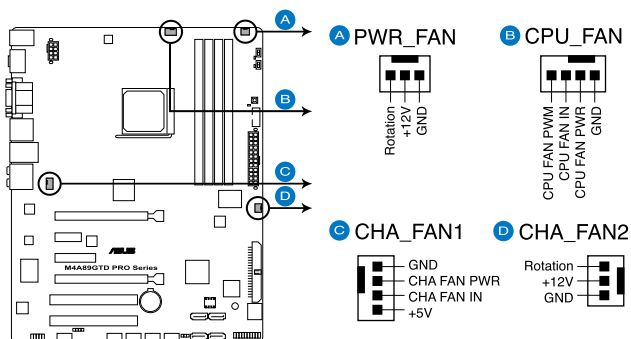 A
A PWR_FAN
B CPU_FAN
Rotation
+12V
GND
CPU FAN PWM
CPU FAN IN
CPU FAN PWR
GND
B
C
D
C CHA_FAN1
GND
CHA FAN PWR
CHA FAN IN
+5V
D CHA_FAN2
Rotation
+12V
GND
ASUS
M4A89GTD PRO Series